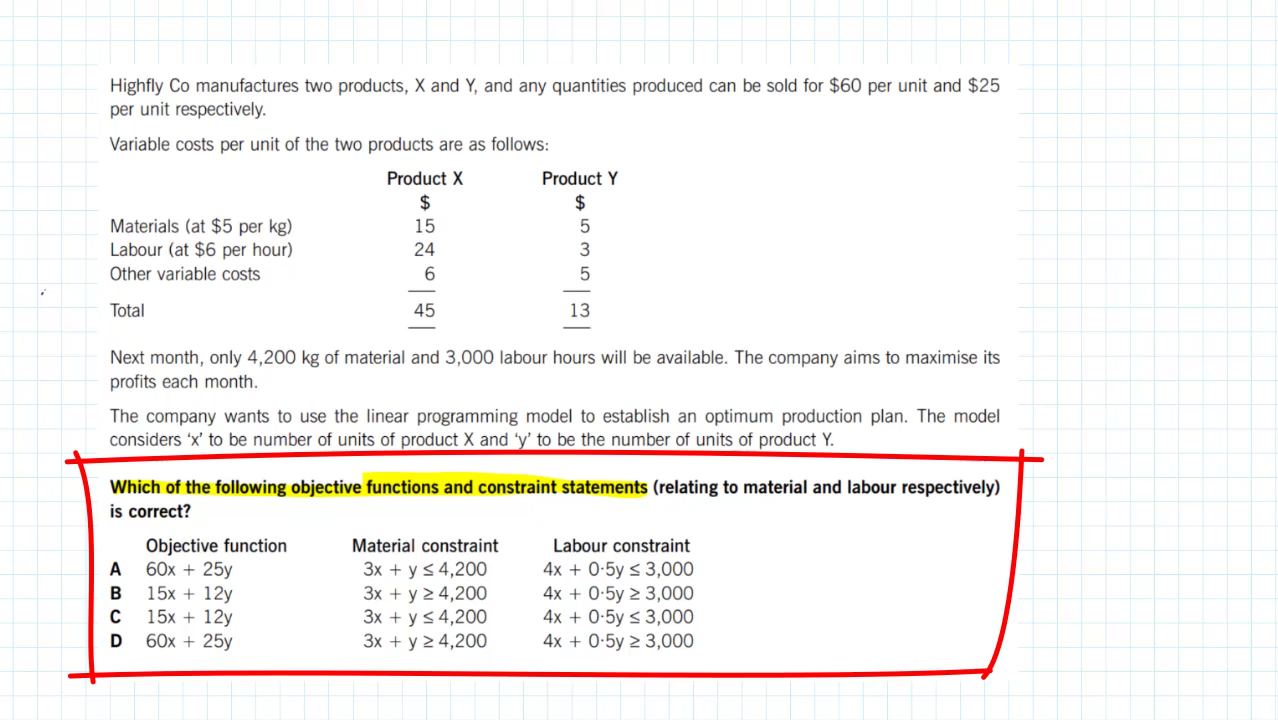 Highfly Co manufactures two products, X and Y, and any quantities produced can be sold for $60 per unit and $25
per unit respectively.
Variable costs per unit of the two products are as follows:
Product X Product Y
$ $
Materials (at $5 per kg) 15 5
Labour (at $6 per hour) 24 3
Other variable costs 6 5
Total 45 13
Next month, only 4,200 kg of material and 3,000 labour hours will be available. The company aims to maximise its
profits each month.
The company wants to use the linear programming model to establish an optimum production plan. The model
considers ‘x’ to be number of units of product X and ‘y’ to be the number of units of product Y.
Which of the following objective functions and constraint statements (relating to material and labour respectively)
is correct?
Objective function Material constraint Labour constraint
A 60x + 25y 3x + y ≤ 4,200 4x + 0·5y ≤ 3,000
B 15x + 12y 3x + y ≥ 4,200 4x + 0·5y ≥ 3,000
C 15x + 12y 3x + y ≤ 4,200 4x + 0·5y ≤ 3,000
D 60x + 25y 3x + y ≥ 4,200 4x + 0·5y ≥ 3,000